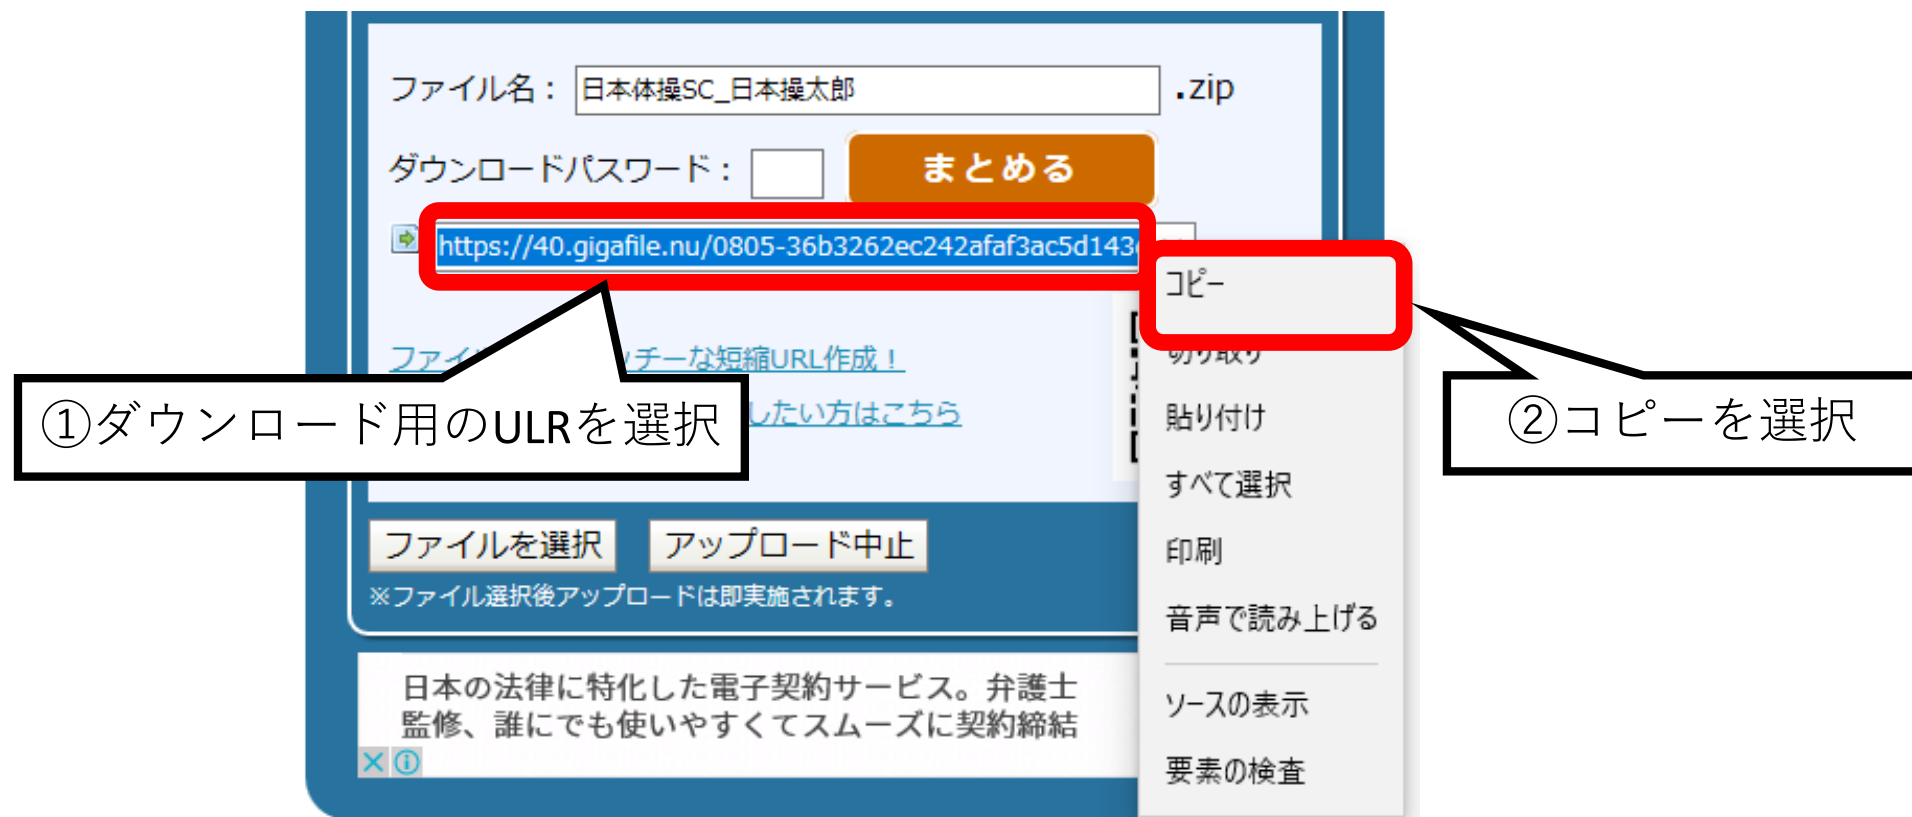 ファイル名： 日本体操SC_日本操太郎 .zip
ダウンロードパスワード： まとめる
https://40.gigafile.nu/0805-36b3262ec242afaf3ac5d143
コピー
切り取り
ファイ
ッチーな短縮URL作成！
①ダウンロード用のULRを選択
したい方はこちら
②コピーを選択
貼り付け
すべて選択
ファイルを選択 アップロード中止
印刷
※ファイル選択後アップロードは即実施されます。
音声で読み上げる
日本の法律に特化した電子契約サービス。弁護士
監修、誰にでも使いやすくてスムーズに契約締結
ソースの表示
要素の検査